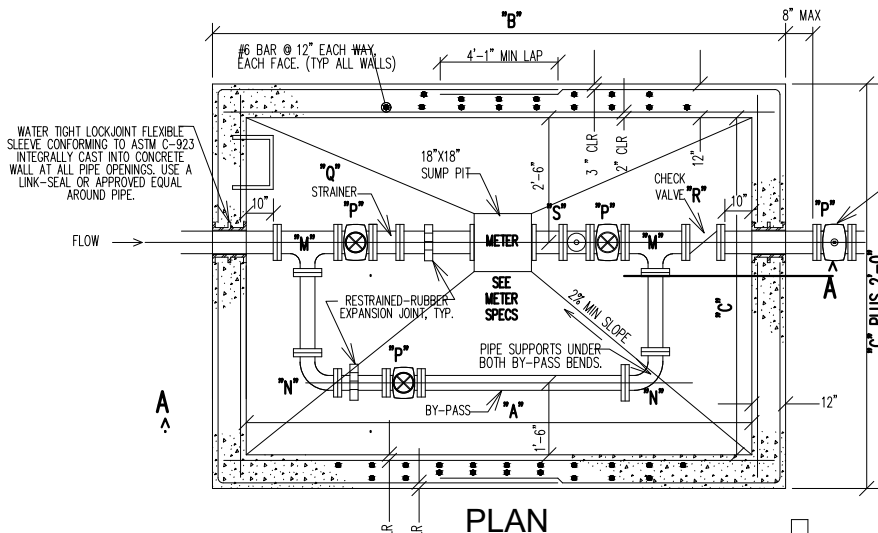 "B"
8" MAX
#6 BAR @ 12" EACH WAY,
EACH FACE. (TYP ALL WALLS)
4'-1" MIN LAP
WATER TIGHT LOCKJOINT FLEXIBLE
SLEEVE CONFORMING TO ASTM C-923
INTEGRALLY CAST INTO CONCRETE
WALL AT ALL PIPE OPENINGS. USE A
LINK-SEAL OR APPROVED EQUAL
AROUND PIPE.
18"X18"
SUMP PIT
2'-6"
3" CLR
2" CLR
12"
CHECK
VALVE "R"
"Q"
STRAINER
10"
10"
"P"
"S"
"P"
"P"
FLOW
"M"
METER
"M"
A
SEE
METER
SPECS
RESTRAINED-RUBBER
EXPANSION JOINT, TYP.
2% MIN SLOPE
"C"
"C" PLUS 2'-0"
PIPE SUPPORTS UNDER
BOTH BY-PASS BENDS.
"P"
"N"
"N"
BY-PASS
"A"
1'-6"
12"
A
LR
LR
PLAN